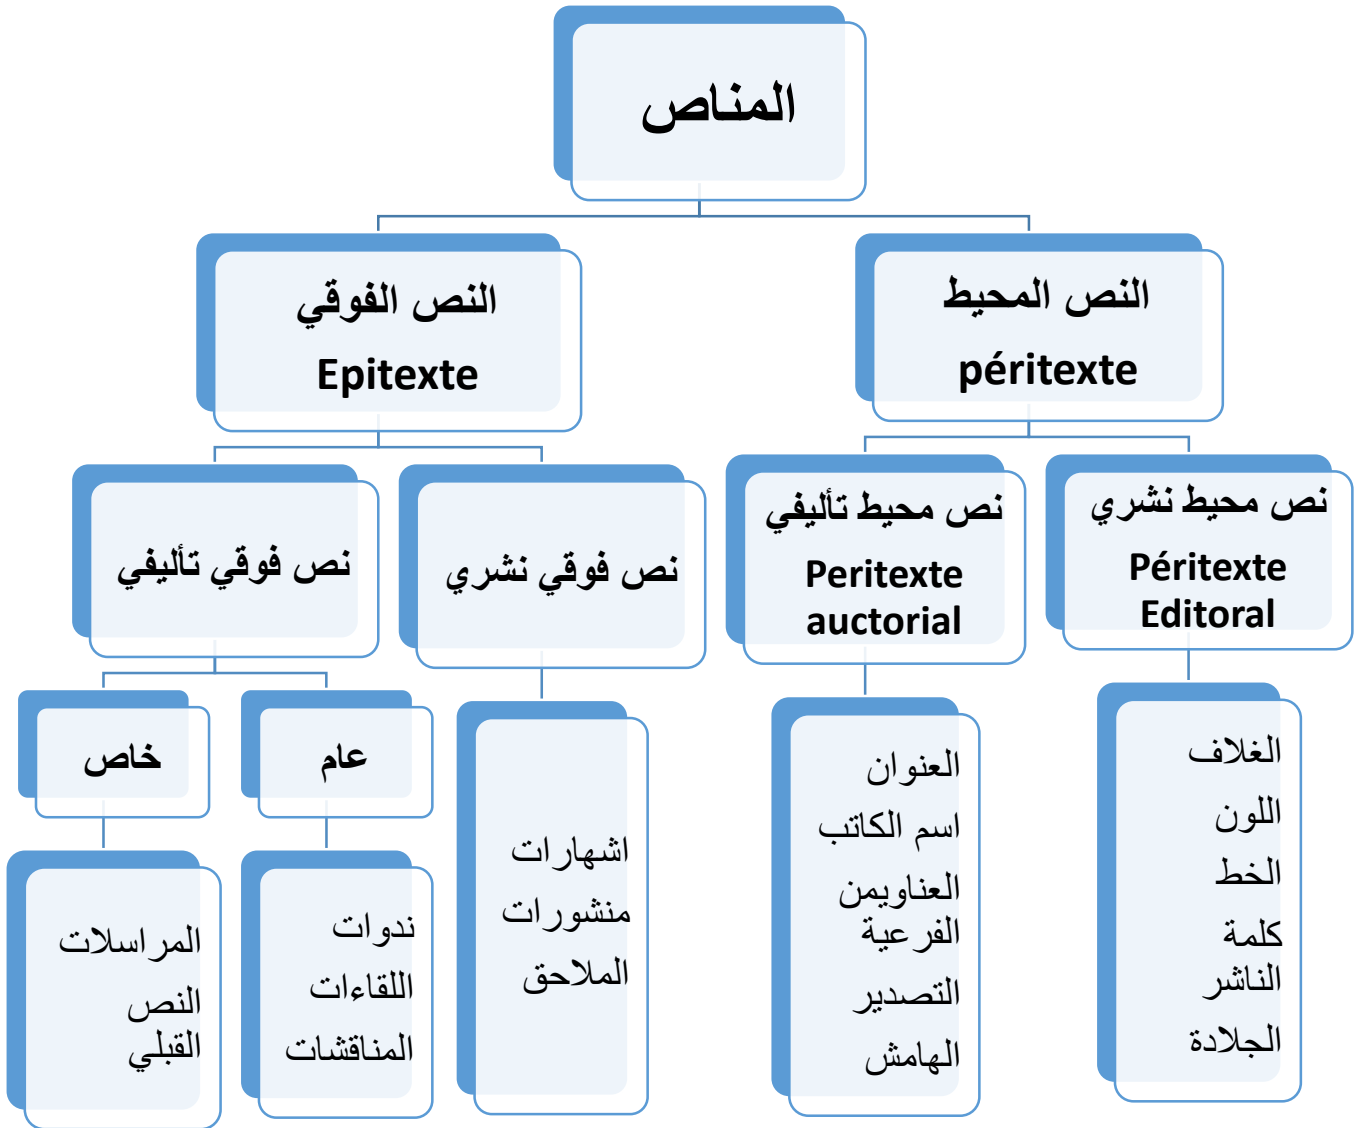 المناص
النص المحيط
périitexte
النص الفوقي
Epitexte
نص محيط نشري
Péritexte
Editoral
نص محيط تأليفي
Peritexte
auctorial
نص فوقي نشري
نص فوقي تأليفي
عام
خاص
الغلاف
اللون
الخط
كلمة
الناشر
الجلادة
العنوان
اسم الكاتب
العناويمن
الفرعية
التصدير
الهامش
اشهارات
منشورات
الملاحق
ندوات
اللقاءات
المناقشات
المراسلات
النص
القبلي